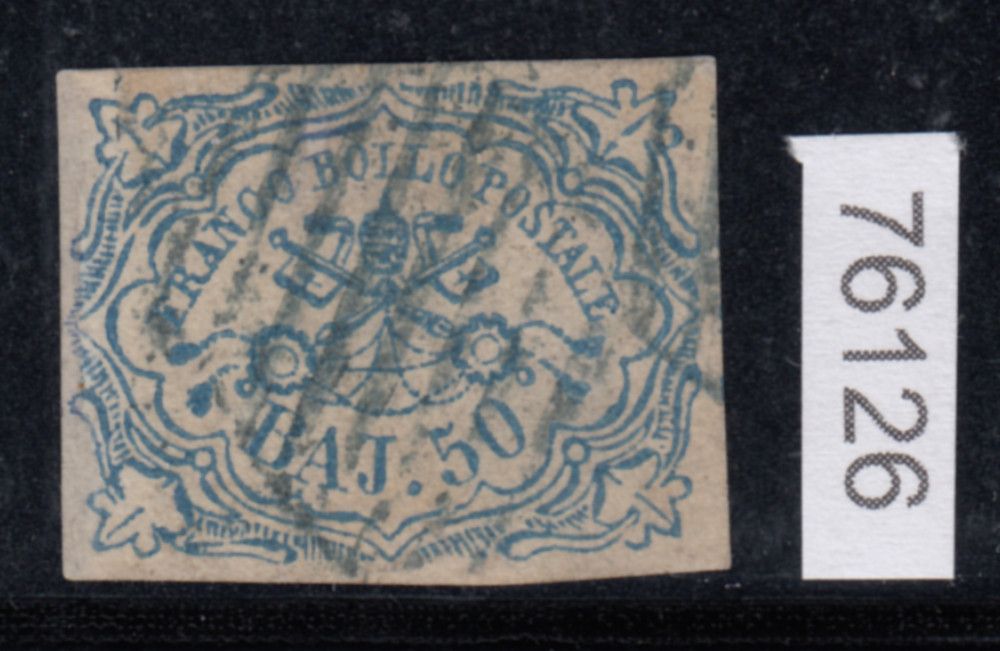 FRANCO BOLLO POSTALE
BAJ. 50
76126